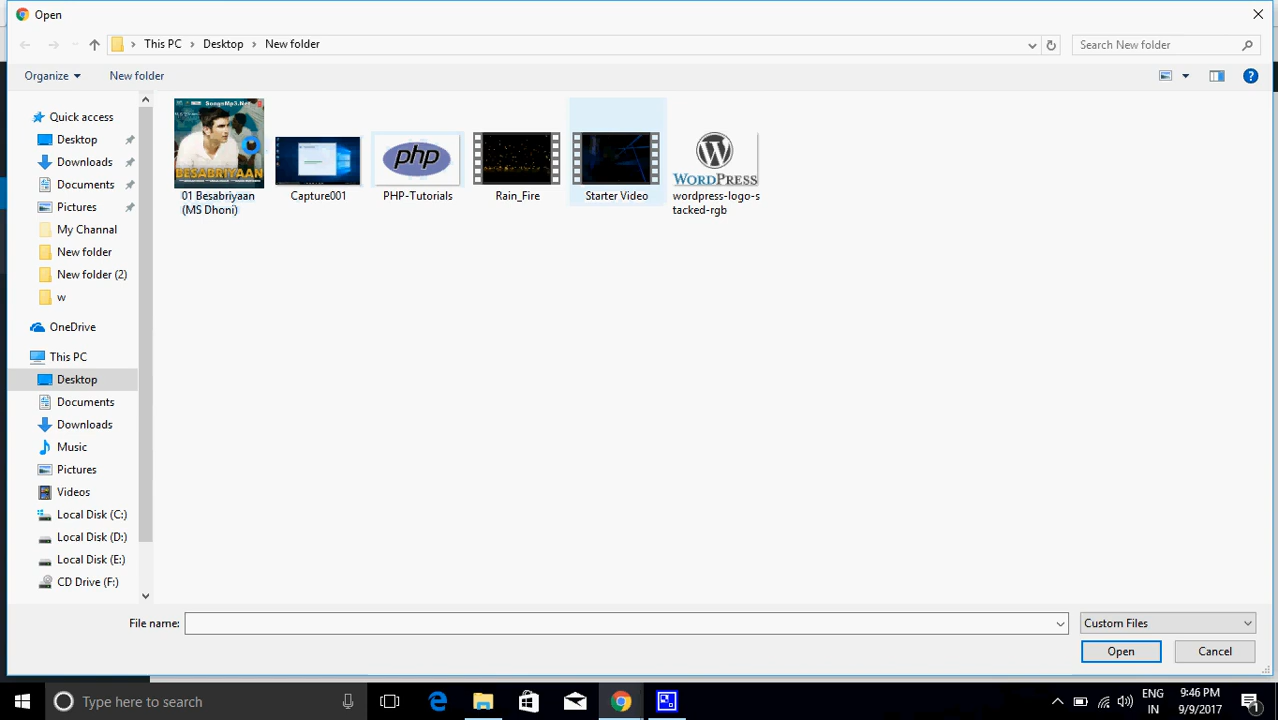 Open
This PC > Desktop > New folder
Search New folder
Organize
New folder
Quick access
Desktop
Downloads
Documents
Pictures
My Channel
New folder
New folder (2)
w
OneDrive
This PC
Desktop
Documents
Downloads
Music
Pictures
Videos
Local Disk (C:)
Local Disk (D:)
Local Disk (E:)
CD Drive (F:)
SongsMp3.Net
BESABRIYAAN
01 Besabriyaan
(MS Dhoni)
Capture001
php
PHP-Tutorials
Rain_Fire
Starter Video
WORDPRESS
wordpress-logo-s
tacked-rgb
File name:
Custom Files
Open
Cancel
Type here to search
ENG
IN
9:46 PM
9/9/2017
1